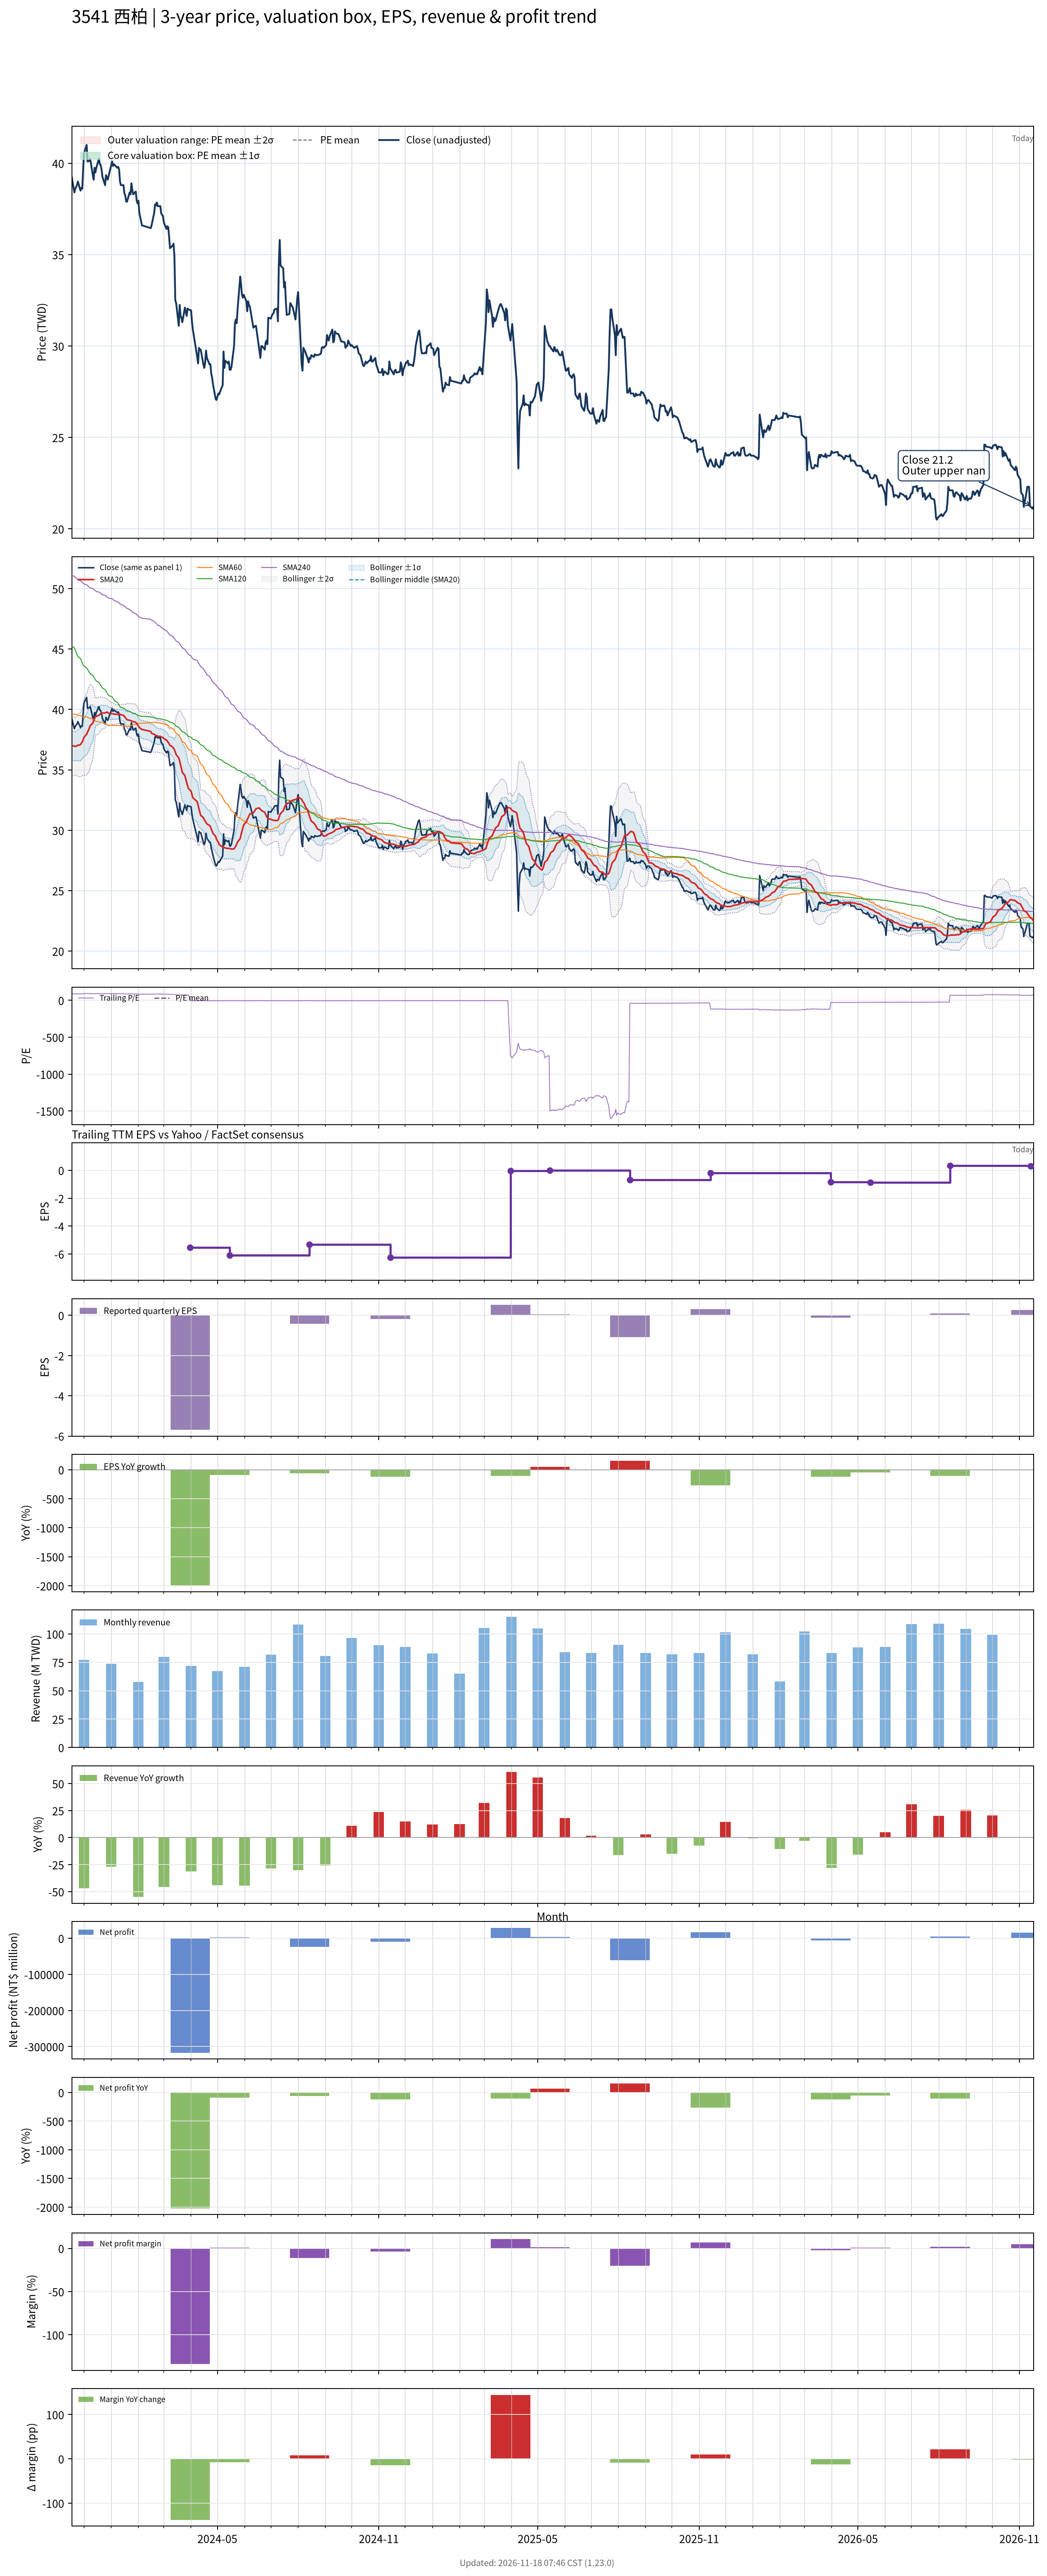 3541 西柏 | 3-year price, valuation box, EPS, revenue & profit trend
Outer valuation range: PE mean ±2σ
Core valuation box: PE mean ±1σ
PE mean
Close (unadjusted)
Today
Price (TWD)
40
35
30
25
20
Close 21.2
Outer upper nan
Close (same as panel 1)
SMA20
SMA60
SMA120
SMA240
Bollinger ±2σ
Bollinger ±1σ
Bollinger middle (SMA20)
Price
50
45
40
35
30
25
20
Trailing P/E
P/E mean
P/E
0
-500
-1000
-1500
Trailing TTM EPS vs Yahoo / FactSet consensus
Today
EPS
0
-2
-4
-6
Reported quarterly EPS
EPS
0
-2
-4
-6
EPS YoY growth
YoY (%)
0
-500
-1000
-1500
-2000
Monthly revenue
Revenue (M TWD)
100
75
50
25
0
Revenue YoY growth
YoY (%)
50
25
0
-25
-50
Month
Net profit
Net profit (NT$ million)
0
-100000
-200000
-300000
Net profit YoY
YoY (%)
0
-500
-1000
-1500
-2000
Net profit margin
Margin (%)
0
-50
-100
Margin YoY change
Δ margin (pp)
100
0
-100
2024-05
2024-11
2025-05
2025-11
2026-05
2026-11
Updated: 2026-11-18 07:46 CST (1.23.0)